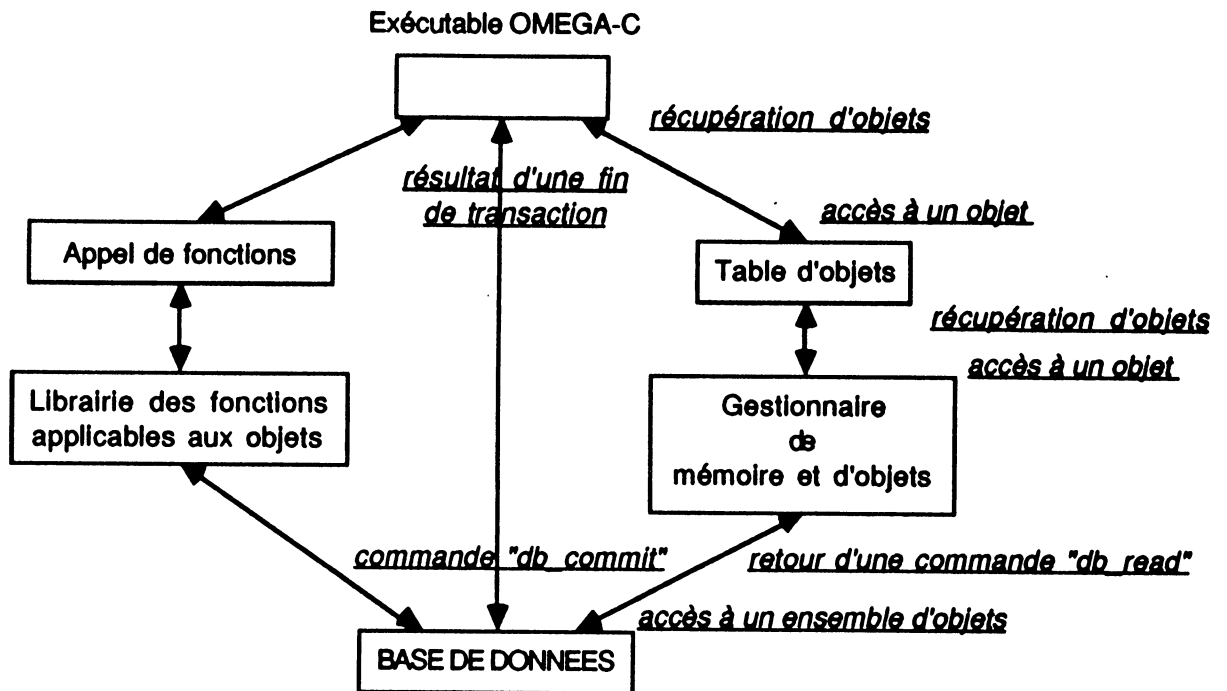 Exécutable OMEGA-C
récupération d'objets
résultat d'une fin
de transaction
accès à un objet
Appel de fonctions
Table d'objets
récupération d'objets
accès à un objet
Librairie des fonctions
applicables aux objets
Gestionnaire
de
mémoire et d'objets
commande "db_commit"
retour d'une commande "db_read"
accès à un ensemble d'objets
BASE DE DONNEES